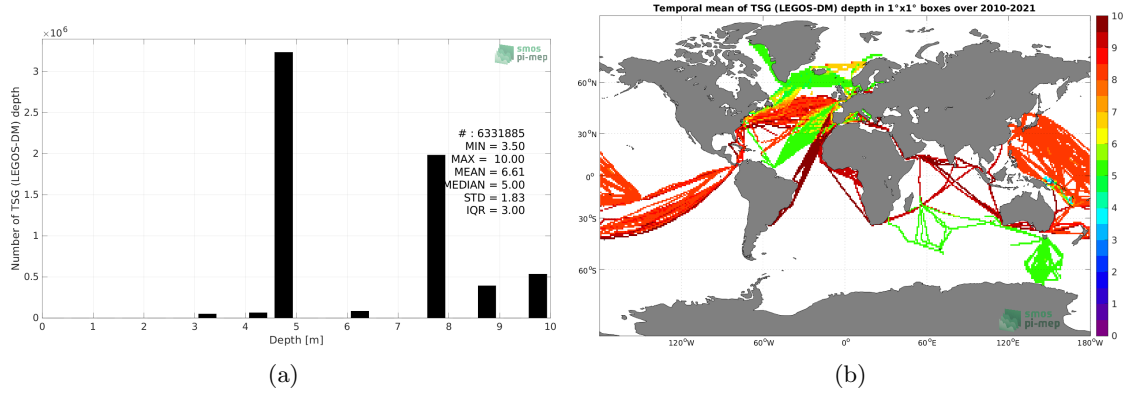 ×10⁶
smos
pi-mep
Number of TSG (LEGOS-DM) depth
3
2.5
2
1.5
1
0.5
0
# : 6331885
MIN = 3.50
MAX = 10.00
MEAN = 6.61
MEDIAN = 5.00
STD = 1.83
IQR = 3.00
0 1 2 3 4 5 6 7 8 9 10
Depth [m]
(a)
Temporal mean of TSG (LEGOS-DM) depth in 1°x1° boxes over 2010-2021
60°N
30°N
0°
30°S
60°S
120°W 60°W 0° 60°E 120°E 180°W
smos
pi-mep
10
9
8
7
6
5
4
3
2
1
0
(b)